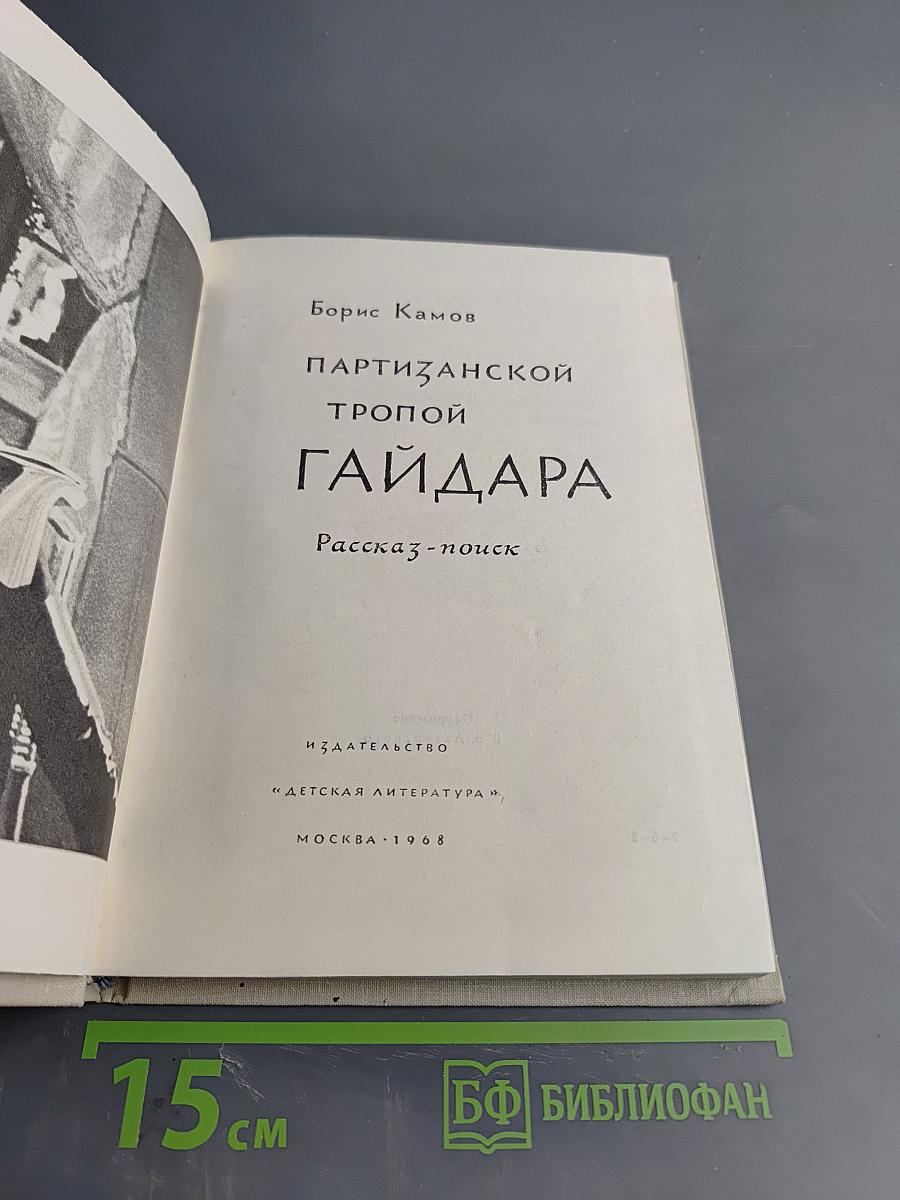 Борис Камов
ПАРТИЗАНСКОЙ
ТРОПОЙ
ГАЙДАРА
Рассказ-поиск
ИЗДАТЕЛЬСТВО
«ДЕТСКАЯ ЛИТЕРАТУРА»
МОСКВА · 1968
15 см
БФ БИБЛИОФАН